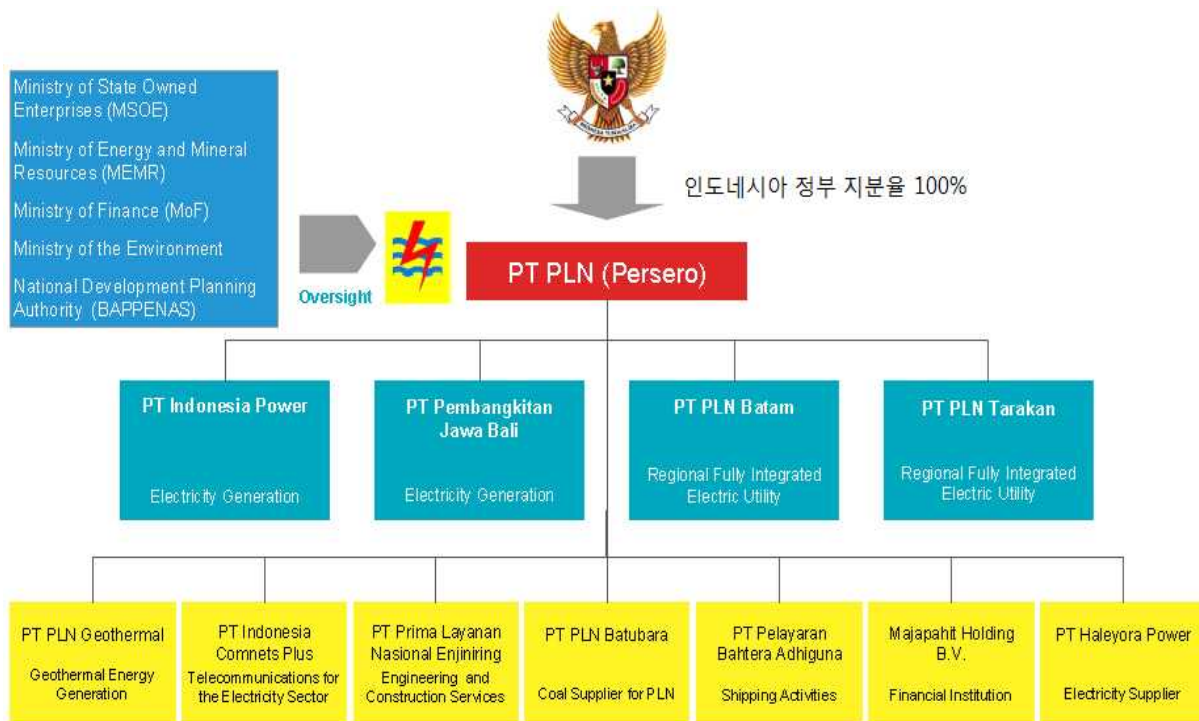 Ministry of State Owned
Enterprises (MSOE)
Ministry of Energy and Mineral
Resources (MEMR)
Ministry of Finance (MoF)
Ministry of the Environment
National Development Planning
Authority (BAPPENAS)
Oversight
인도네시아 정부 지분율 100%
PT PLN (Persero)
PT Indonesia Power
Electricity Generation
PT Pembangkitan
Jawa Bali
Electricity Generation
PT PLN Batam
Regional Fully Integrated
Electric Utility
PT PLN Tarakan
Regional Fully Integrated
Electric Utility
PT PLN Geothermal
Geothermal Energy
Generation
PT Indonesia
Comnets Plus
Telecommunications for
the Electricity Sector
PT Prima Layanan
Nasional Enjiniring
Engineering and
Construction Services
PT PLN Batubara
Coal Supplier for PLN
PT Pelayaran
Bahtera Adhiguna
Shipping Activities
Majapahit Holding
B.V.
Financial Institution
PT Haleyora Power
Electricity Supplier